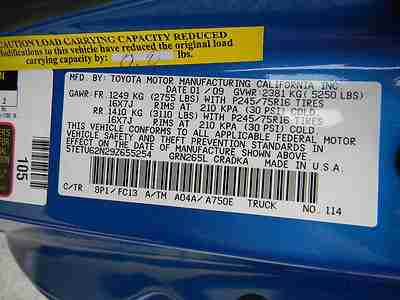 CAUTION LOAD CARRYING CAPACITY REDUCED
Modifications to this vehicle have reduced the original load
carrying capacity by lbs.
MFD. BY: TOYOTA MOTOR MANUFACTURING CALIFORNIA, INC.
DATE 01 / 09 GVWR 2381 KG ( 5250 LBS)
GAWR: FR 1249 KG (2755 LBS) WITH P245/75R16 TIRES
16X7J RIMS AT 210 KPA (30 PSI) COLD.
RR 1410 KG (3110 LBS) WITH P245/75R16 TIRES
16X7J RIMS AT 210 KPA (30 PSI) COLD.
THIS VEHICLE CONFORMS TO ALL APPLICABLE FEDERAL MOTOR
VEHICLE SAFETY STANDARDS IN EFFECT ON THE DATE OF
MANUFACTURE SHOWN ABOVE.
5TETU62N29Z655254 GRN265L CRADKA MADE IN U.S.A.
C/TR 8P1/ FC13 A/TM A04A/ A750E TRUCK NO. 114
105